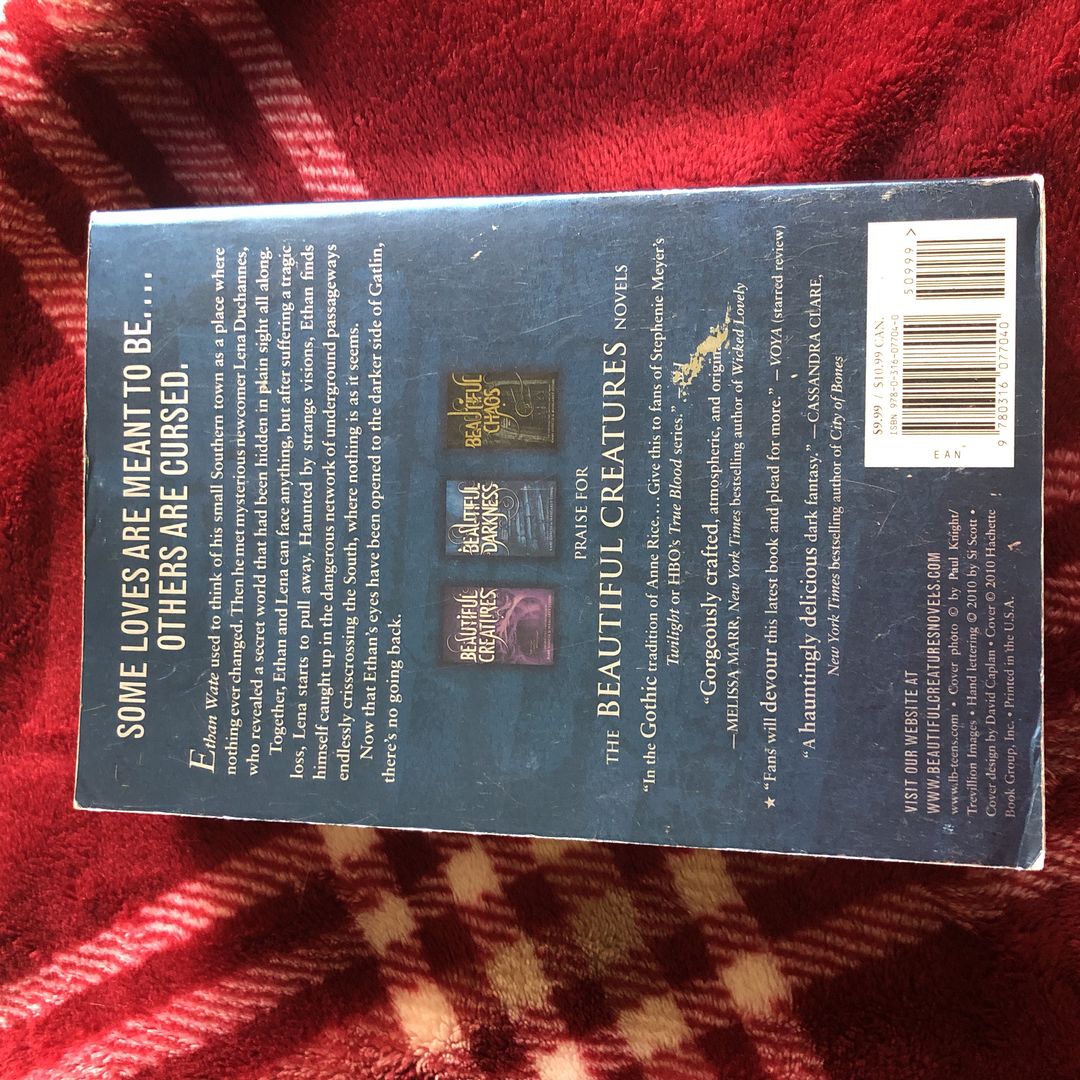 SOME LOVES ARE MEANT TO BE....
OTHERS ARE CURSED.
Ethan Wate used to think of his small Southern town as a place where
nothing ever changed. Then he met mysterious newcomer Lena Duchannes,
who revealed a secret world that had been hidden in plain sight all along.
Together, Ethan and Lena can face anything, but after suffering a tragic
loss, Lena starts to pull away. Haunted by strange visions, Ethan finds
himself caught up in the dangerous network of underground passageways
endlessly crisscrossing the South, where nothing is as it seems.
Now that Ethan's eyes have been opened to the darker side of Gatlin,
there's no going back.
BEAUTIFUL
CREATURES
BEAUTIFUL
DARKNESS
BEAUTIFUL
CHAOS
PRAISE FOR
THE BEAUTIFUL CREATURES NOVELS
"In the Gothic tradition of Anne Rice.... Give this to fans of Stephenie Meyer's
Twilight or HBO's True Blood series." —
"Gorgeously crafted, atmospheric, and
—MELISSA MARR, New York Times bestselling author of Wicked Lovely
★ "Fans will devour this latest book and plead for more." —VOYA (starred review)
"A hauntingly delicious dark fantasy." —CASSANDRA CLARE,
New York Times bestselling author of City of Bones
VISIT OUR WEBSITE AT
WWW.BEAUTIFULCREATURESNOVELS.COM
www.lb-teens.com • Cover photo © by Paul Knight/
Trevillion Images • Hand lettering © 2010 by Si Scott •
Cover design by David Caplan • Cover © 2010 Hachette
Book Group, Inc. • Printed in the U.S.A.
$9.99 / $10.99 CAN.
ISBN 978-0-316-07704-0
50999 >
9 780316 077040
EAN